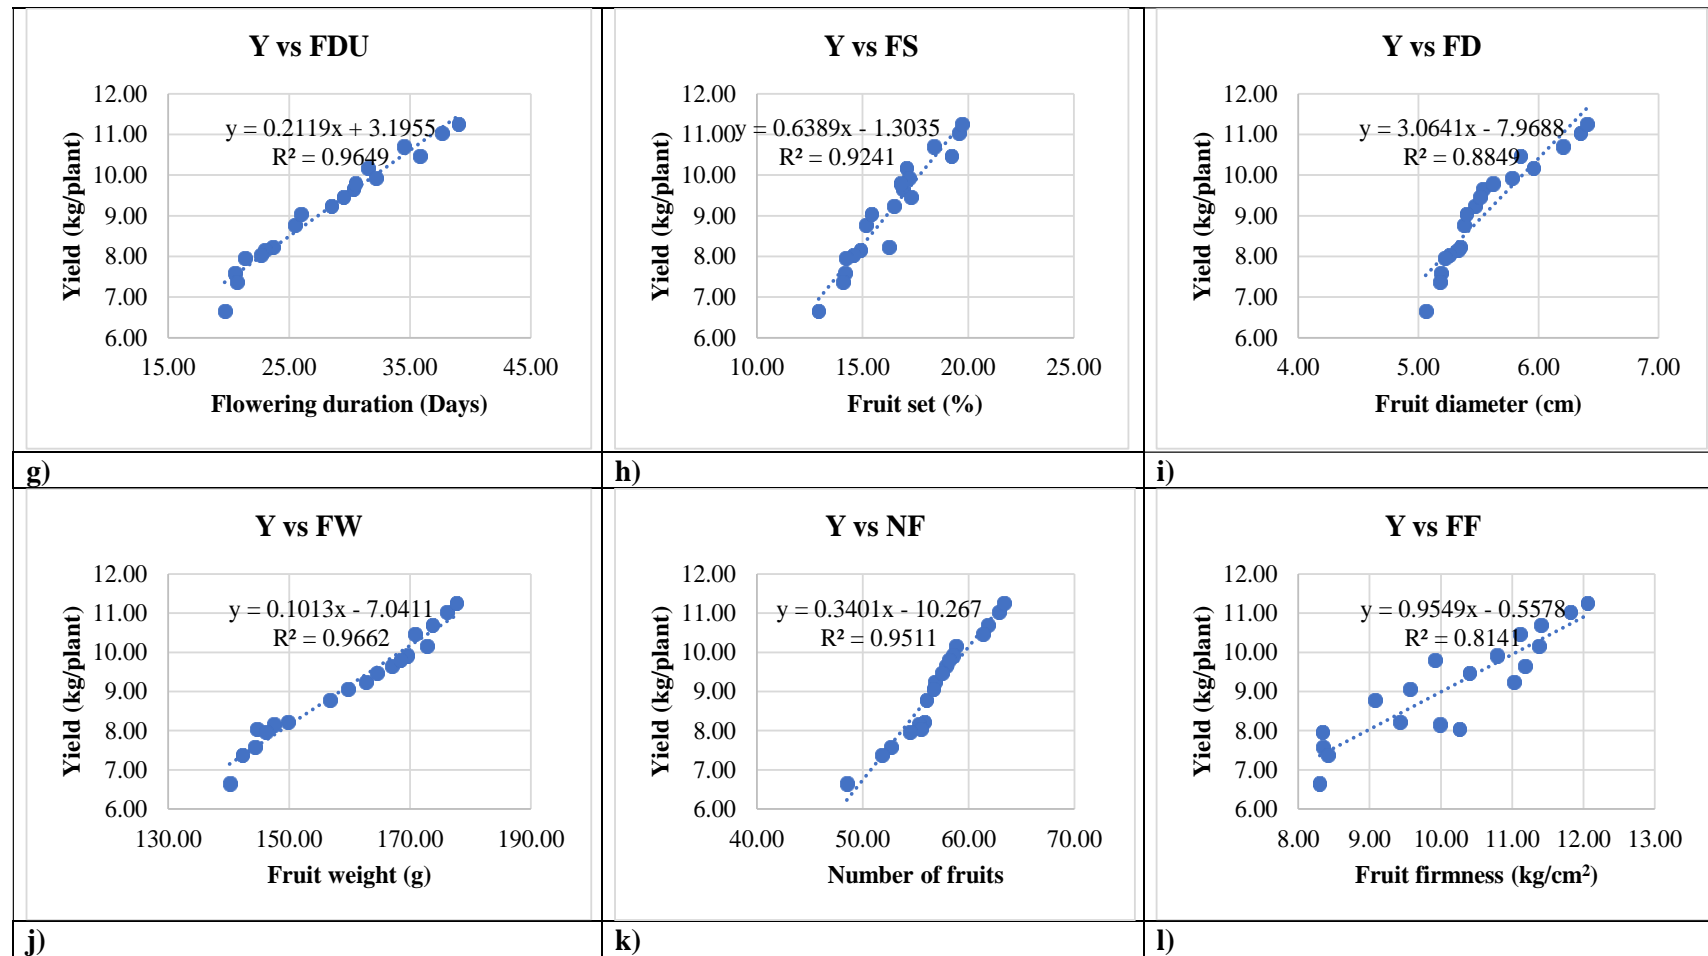 Y vs FDU
12.00
11.00
10.00
9.00
8.00
7.00
6.00
y = 0.2119x + 3.1955
R² = 0.9649
15.00 25.00 35.00 45.00
Yield (kg/plant)
Flowering duration (Days)
Y vs FS
12.00
11.00
10.00
9.00
8.00
7.00
6.00
y = 0.6389x - 1.3035
R² = 0.9241
10.00 15.00 20.00 25.00
Yield (kg/plant)
Fruit set (%)
Y vs FD
12.00
11.00
10.00
9.00
8.00
7.00
6.00
y = 3.0641x - 7.9688
R² = 0.8849
4.00 5.00 6.00 7.00
Yield (kg/plant)
Fruit diameter (cm)
g)
h)
i)
Y vs FW
12.00
11.00
10.00
9.00
8.00
7.00
6.00
y = 0.1013x - 7.0411
R² = 0.9662
130.00 150.00 170.00 190.00
Yield (kg/plant)
Fruit weight (g)
Y vs NF
12.00
11.00
10.00
9.00
8.00
7.00
6.00
y = 0.3401x - 10.267
R² = 0.9511
40.00 50.00 60.00 70.00
Yield (kg/plant)
Number of fruits
Y vs FF
12.00
11.00
10.00
9.00
8.00
7.00
6.00
y = 0.9549x - 0.5578
R² = 0.8141
8.00 9.00 10.00 11.00 12.00 13.00
Yield (kg/plant)
Fruit firmness (kg/cm²)
j)
k)
l)